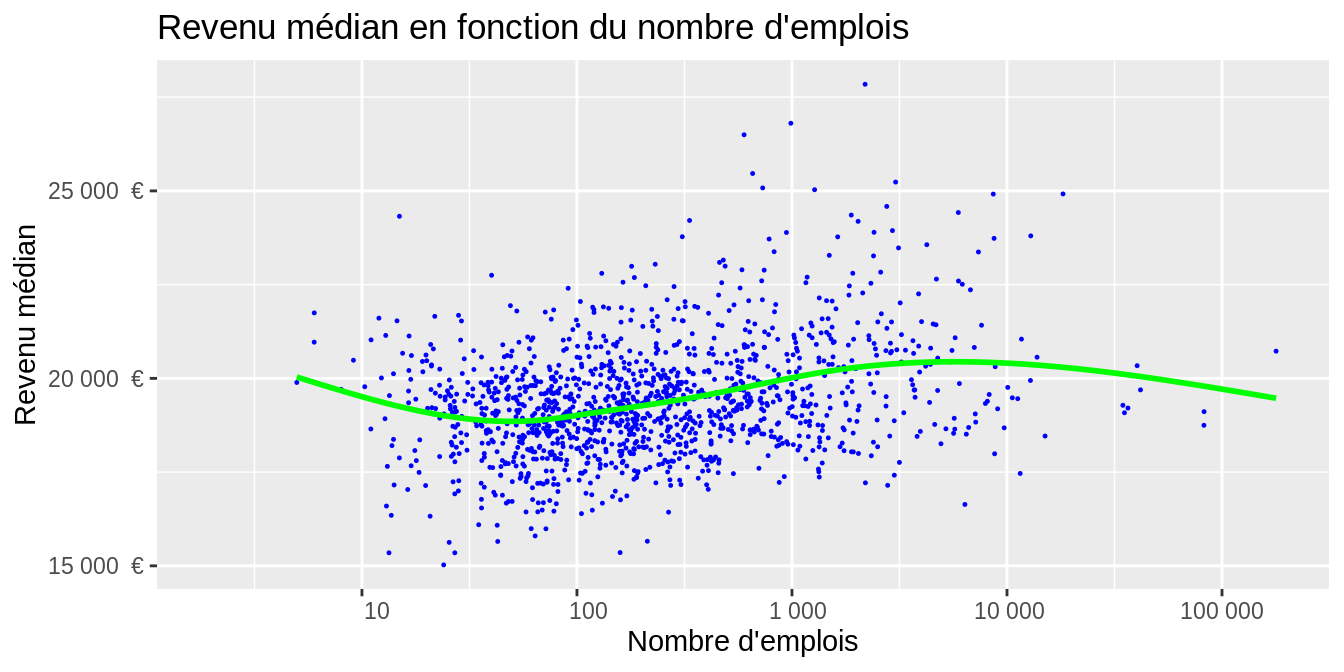 Revenu médian en fonction du nombre d'emplois
Revenu médian
25 000  €
20 000  €
15 000  €
10
100
1 000
10 000
100 000
Nombre d'emplois